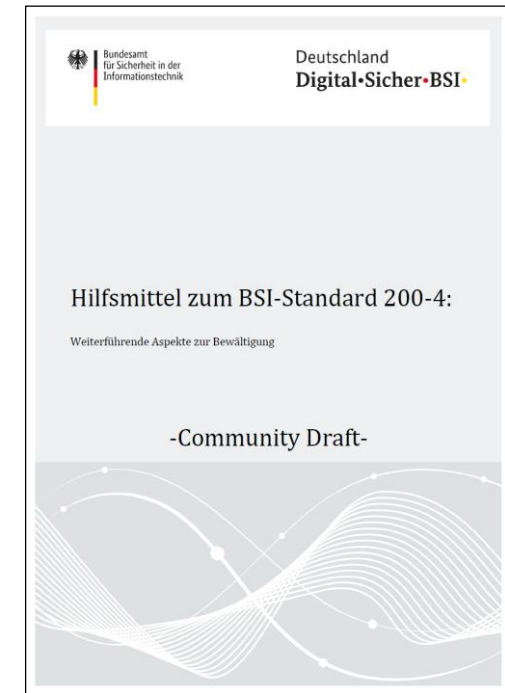 Bundesamt
für Sicherheit in der
Informationstechnik
Deutschland
Digital•Sicher•BSI•
Hilfsmittel zum BSI-Standard 200-4:
Weiterführende Aspekte zur Bewältigung
-Community Draft-